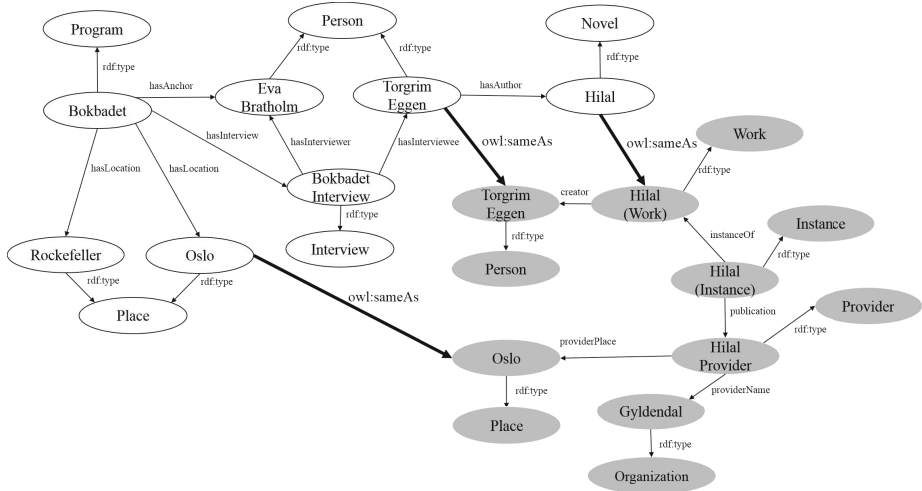 Program
Person
Novel
rdf:type
rdf:type
rdf:type
rdf:type
hasAnchor
Eva
Bratholm
Torgrim
Eggen
hasAuthor
Hilal
Bokbadet
hasInterview
hasInterviewer
hasInterviewee
owl:sameAs
owl:sameAs
Work
rdf:type
hasLocation
hasLocation
Bokbadet
Interview
rdf:type
Torgrim
Eggen
creator
Hilal
(Work)
Instance
instanceOf
rdf:type
rdf:type
Rockefeller
Oslo
Interview
Person
Hilal
(Instance)
rdf:type
rdf:type
owl:sameAs
publication
Provider
rdf:type
Place
providerPlace
Oslo
Hilal
Provider
rdf:type
providerName
Gyldendal
Place
rdf:type
Organization